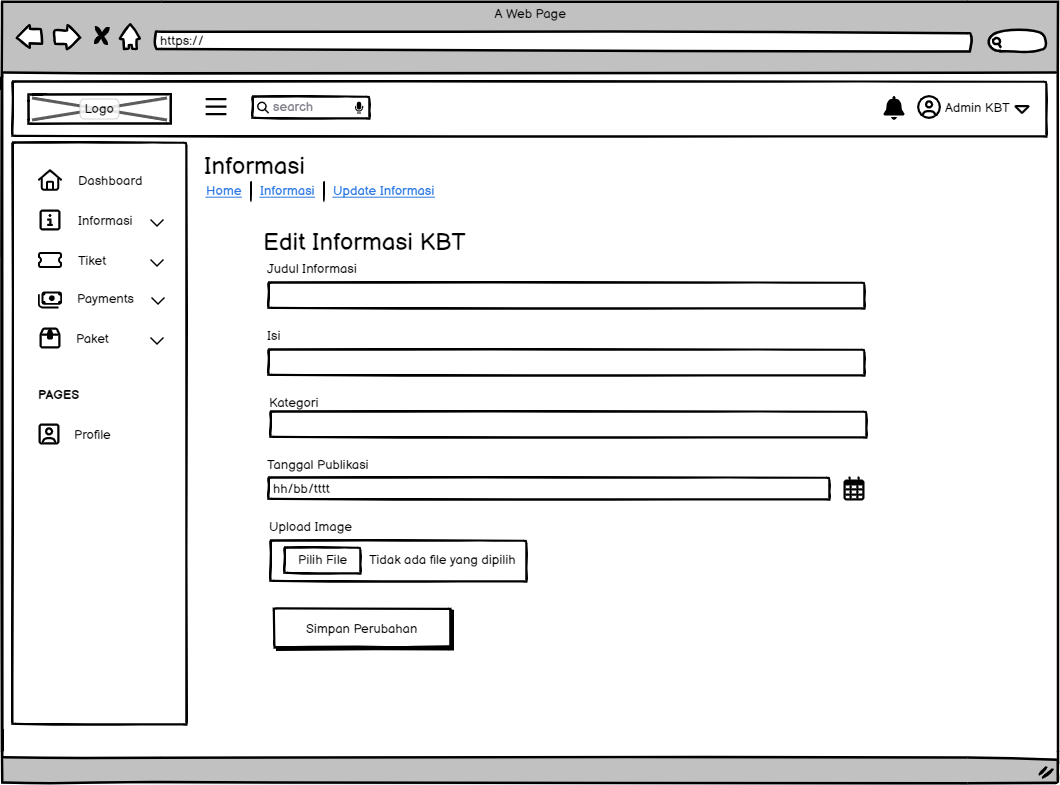 A Web Page
https://
Logo
search
Admin KBT
Dashboard
Informasi
Tiket
Payments
Paket
PAGES
Profile
Informasi
Home Informasi Update Informasi
Edit Informasi KBT
Judul Informasi
Isi
Kategori
Tanggal Publikasi
hh/bb/tttt
Upload Image
Pilih File Tidak ada file yang dipilih
Simpan Perubahan